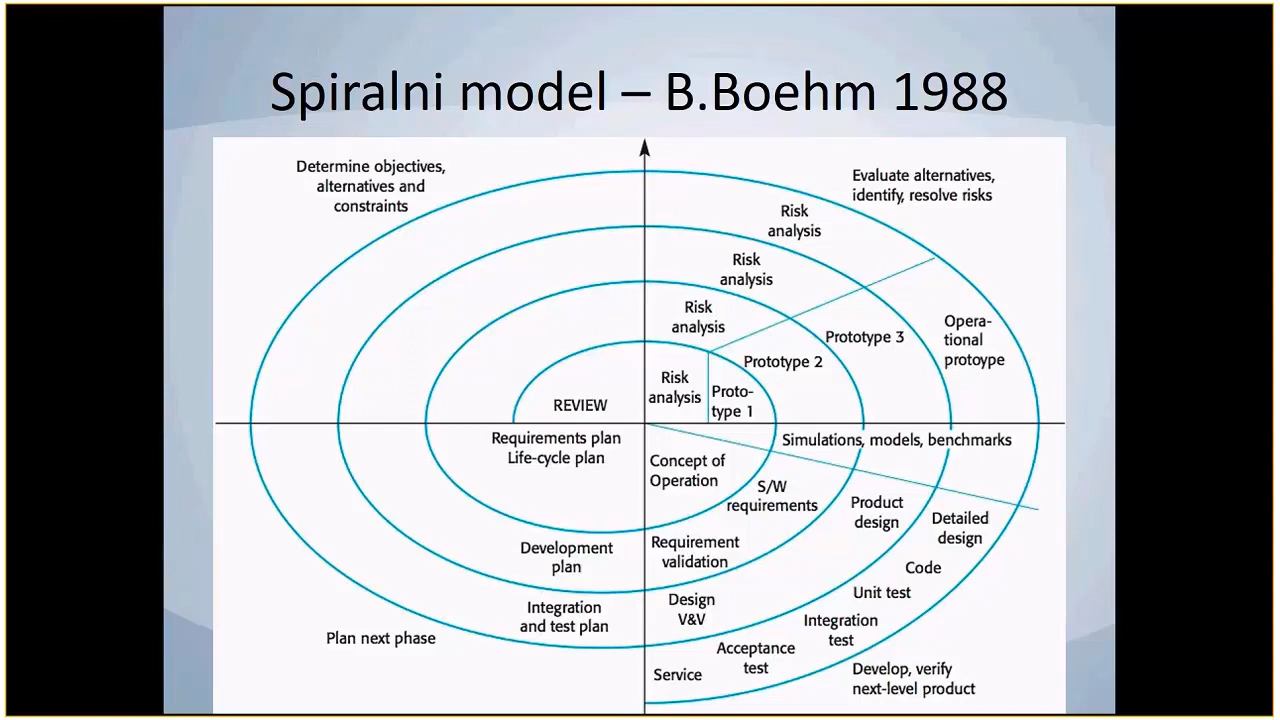 Spiralni model – B.Boehm 1988
Determine objectives,
alternatives and
constraints
Evaluate alternatives,
identify, resolve risks
Risk
analysis
Risk
analysis
Risk
analysis
Risk
analysis
Proto-
type 1
Prototype 2
Prototype 3
Opera-
tional
protoype
REVIEW
Requirements plan
Life-cycle plan
Simulations, models, benchmarks
Concept of
Operation
S/W
requirements
Product
design
Detailed
design
Development
plan
Requirement
validation
Code
Unit test
Integration
and test plan
Design
V&V
Integration
test
Plan next phase
Acceptance
test
Service
Develop, verify
next-level product